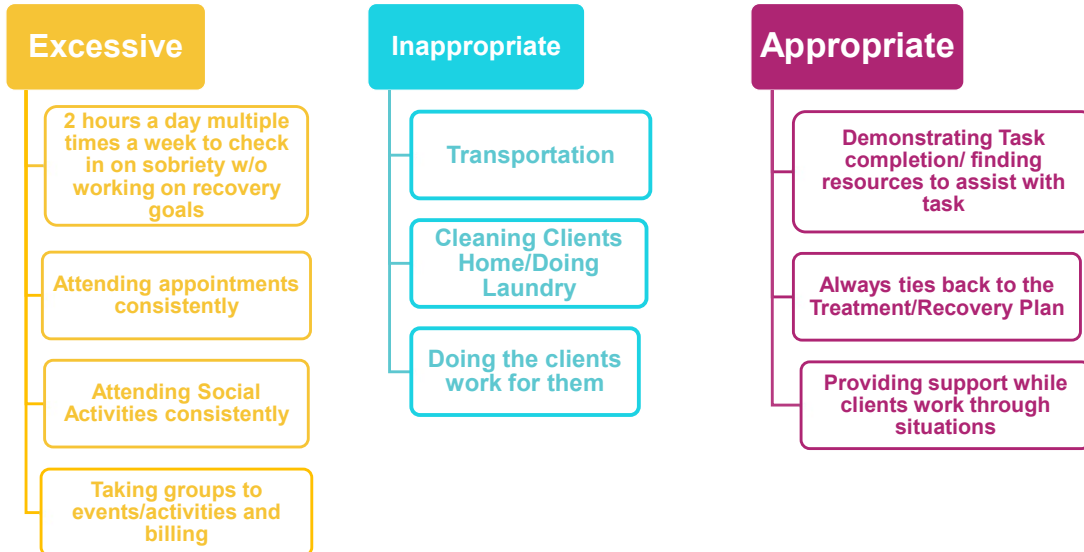 Excessive
2 hours a day multiple
times a week to check
in on sobriety w/o
working on recovery
goals
Attending appointments
consistently
Attending Social
Activities consistently
Taking groups to
events/activities and
billing
Inappropriate
Transportation
Cleaning Clients
Home/Doing
Laundry
Doing the clients
work for them
Appropriate
Demonstrating Task
completion/ finding
resources to assist with
task
Always ties back to the
Treatment/Recovery Plan
Providing support while
clients work through
situations